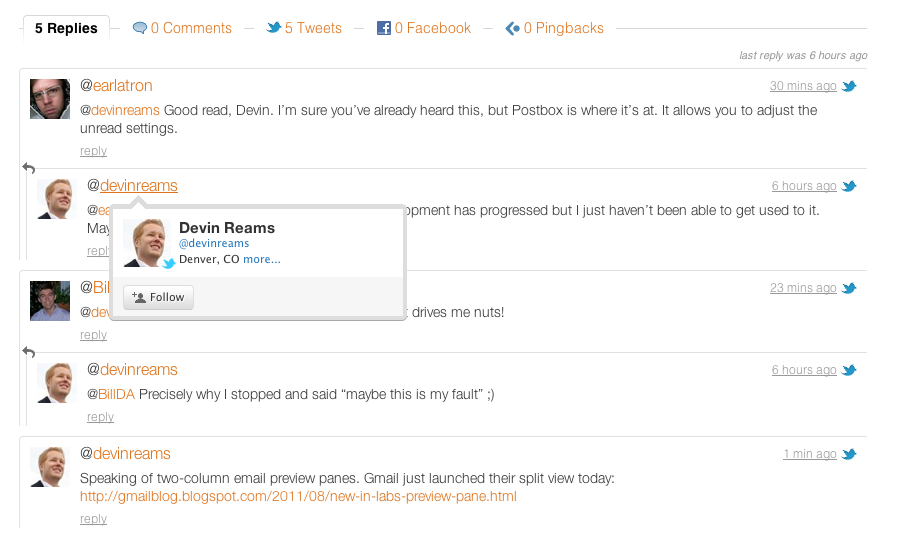 5 Replies 0 Comments 5 Tweets 0 Facebook 0 Pingbacks
last reply was 6 hours ago
@earlatron 30 mins ago
@devinreams Good read, Devin. I'm sure you've already heard this, but Postbox is where it's at. It allows you to adjust the
unread settings.
reply
@devinreams 6 hours ago
@ea opment has progressed but I just haven't been able to get used to it.
May
reply
Devin Reams
@devinreams
Denver, CO more...
Follow
@Bil 23 mins ago
@dev t drives me nuts!
reply
@devinreams 6 hours ago
@BillDA Precisely why I stopped and said “maybe this is my fault” ;)
reply
@devinreams 1 min ago
Speaking of two-column email preview panes. Gmail just launched their split view today:
http://gmailblog.blogspot.com/2011/08/new-in-labs-preview-pane.html
reply